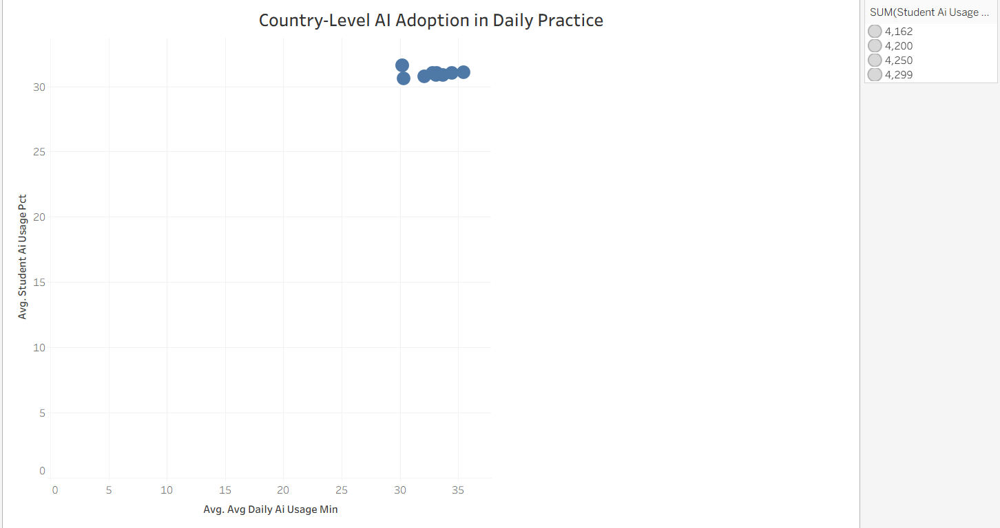 Country-Level AI Adoption in Daily Practice
SUM(Student Ai Usage ...
4,162
4,200
4,250
4,299
Avg. Student Ai Usage Pct
30
25
20
15
10
5
0
0 5 10 15 20 25 30 35
Avg. Avg Daily Ai Usage Min